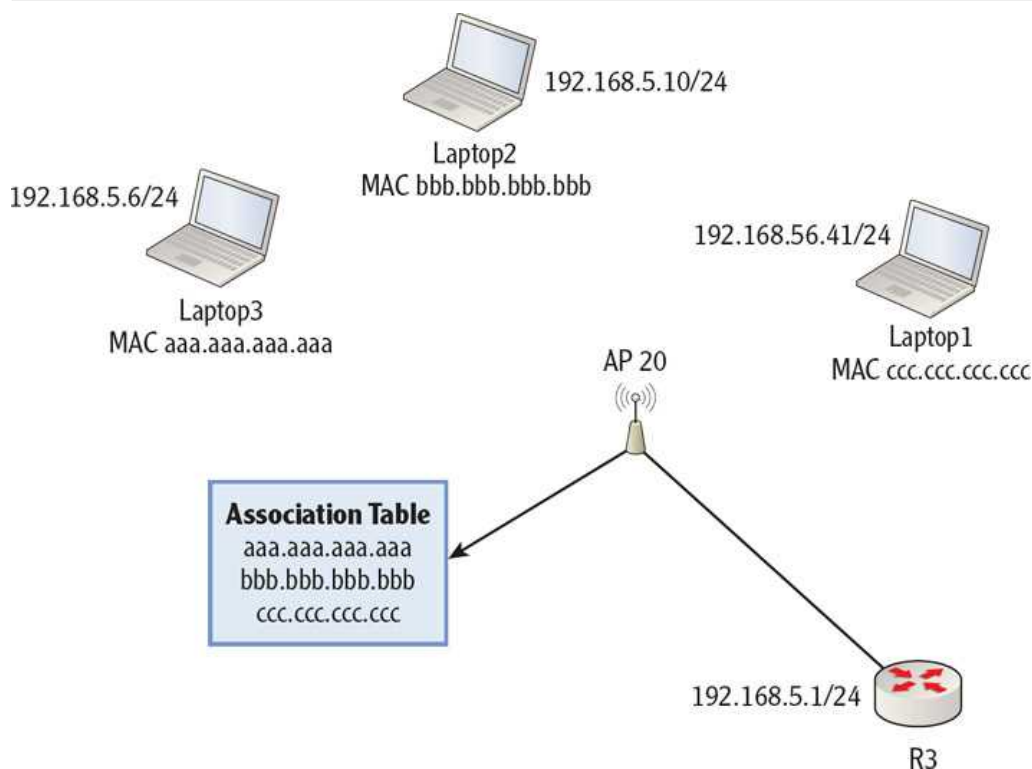 192.168.5.10/24
Laptop2
MAC bbb.bbb.bbb.bbb
192.168.5.6/24
Laptop3
MAC aaa.aaa.aaa.aaa
192.168.56.41/24
Laptop1
MAC ccc.ccc.ccc.ccc
AP 20
Association Table
aaa.aaa.aaa.aaa
bbb.bbb.bbb.bbb
ccc.ccc.ccc.ccc
192.168.5.1/24
R3